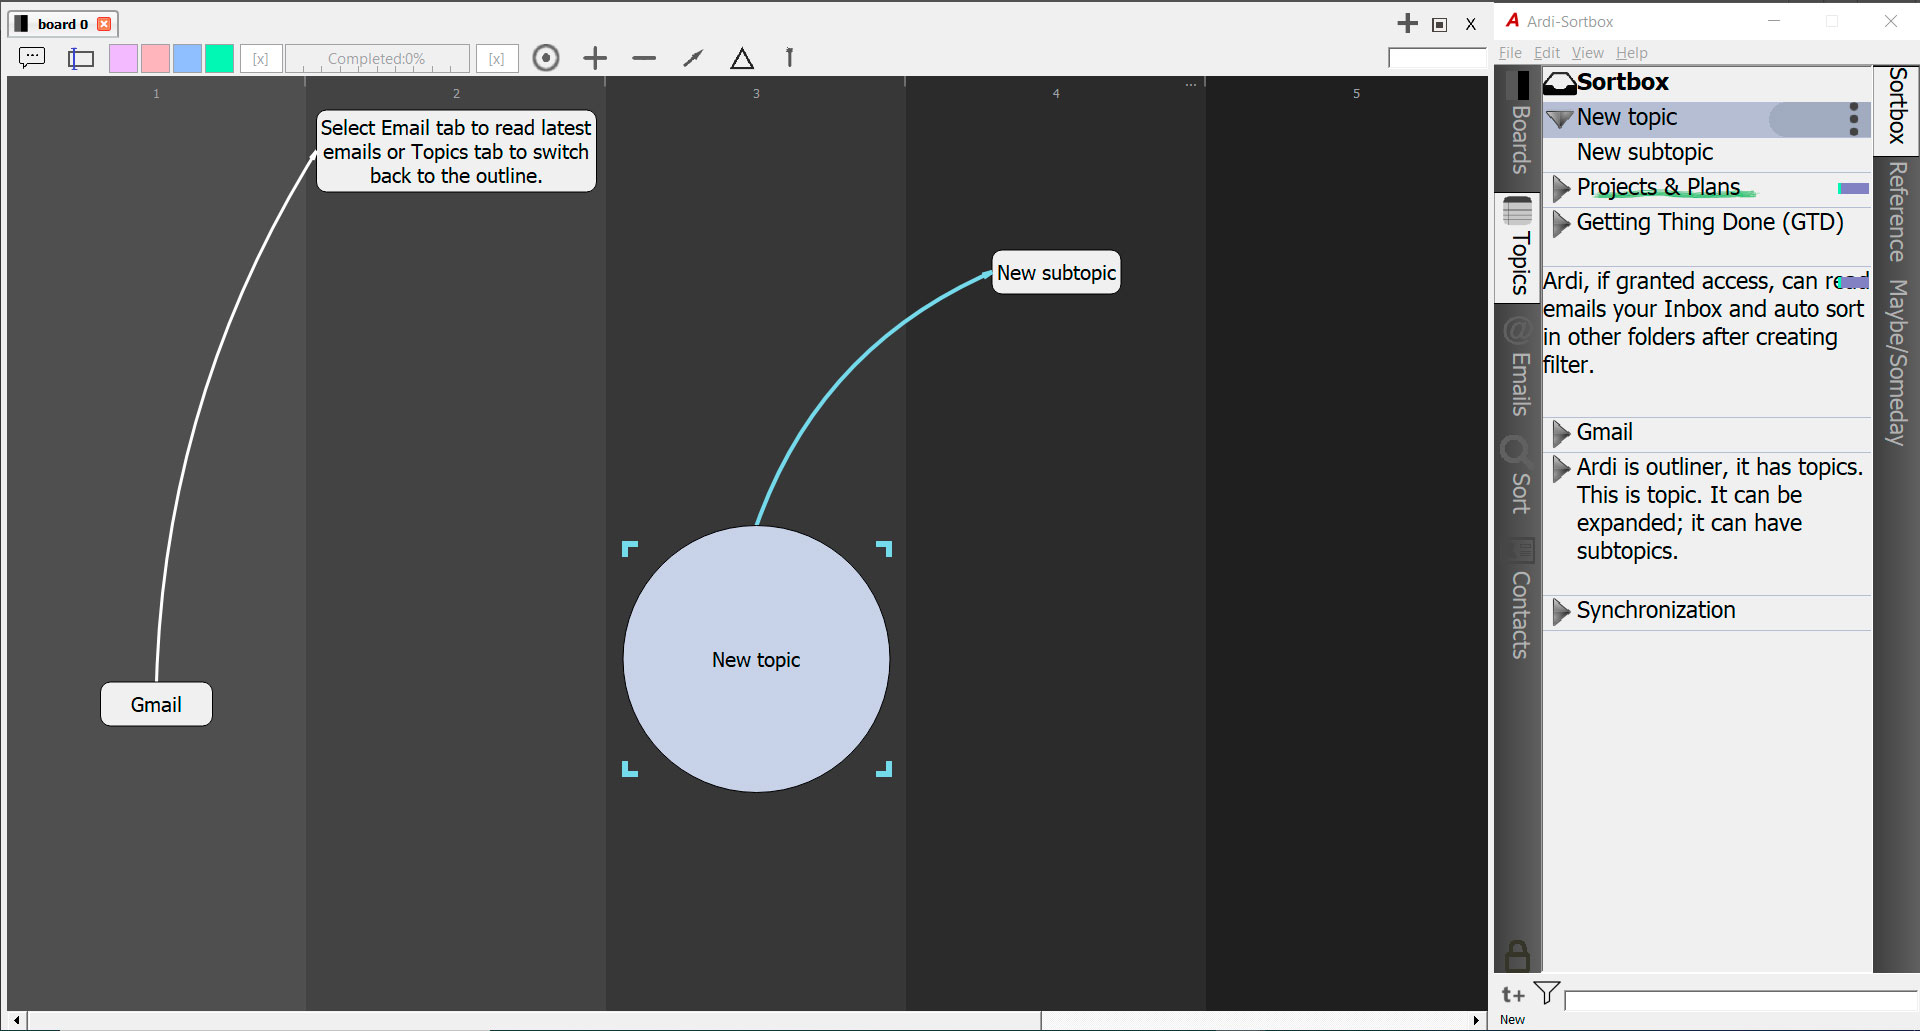 board 0
[x]
Completed:0%
[x]
1
2
3
4
5
Select Email tab to read latest
emails or Topics tab to switch
back to the outline.
New subtopic
New topic
Gmail
Ardi-Sortbox
File Edit View Help
Boards
Topics
Emails
Sort
Contacts
Sortbox
New topic
New subtopic
Projects & Plans
Getting Thing Done (GTD)
Ardi, if granted access, can read
emails your Inbox and auto sort
in other folders after creating
filter.
Gmail
Ardi is outliner, it has topics.
This is topic. It can be
expanded; it can have
subtopics.
Synchronization
Sortbox
Reference
Maybe/Someday
t+
New